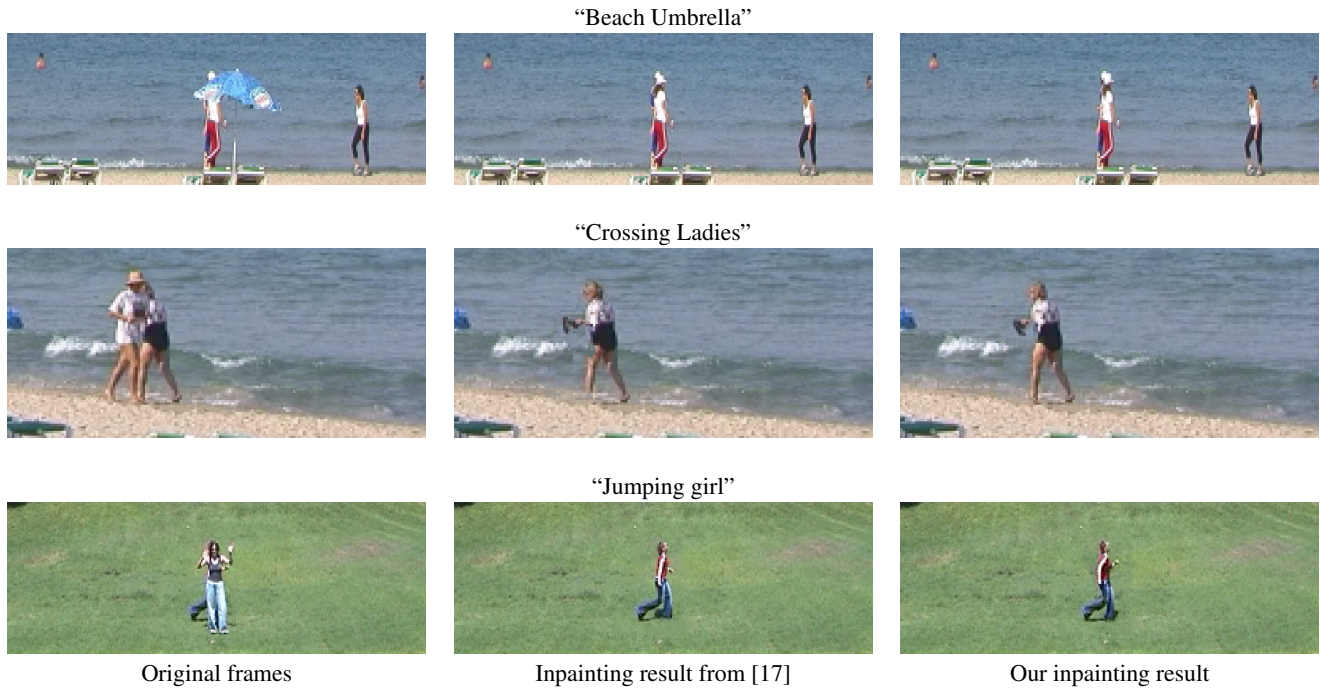 “Beach Umbrella”
“Crossing Ladies”
“Jumping girl”
Original frames
Inpainting result from [17]
Our inpainting result